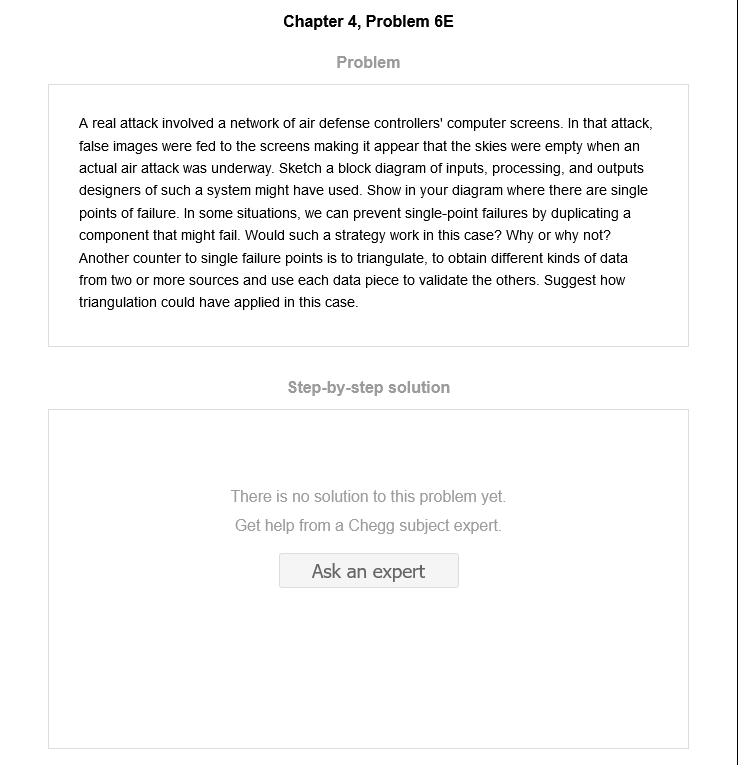 Chapter 4, Problem 6E
Problem
A real attack involved a network of air defense controllers' computer screens. In that attack,
false images were fed to the screens making it appear that the skies were empty when an
actual air attack was underway. Sketch a block diagram of inputs, processing, and outputs
designers of such a system might have used. Show in your diagram where there are single
points of failure. In some situations, we can prevent single-point failures by duplicating a
component that might fail. Would such a strategy work in this case? Why or why not?
Another counter to single failure points is to triangulate, to obtain different kinds of data
from two or more sources and use each data piece to validate the others. Suggest how
triangulation could have applied in this case.
Step-by-step solution
There is no solution to this problem yet.
Get help from a Chegg subject expert.
Ask an expert